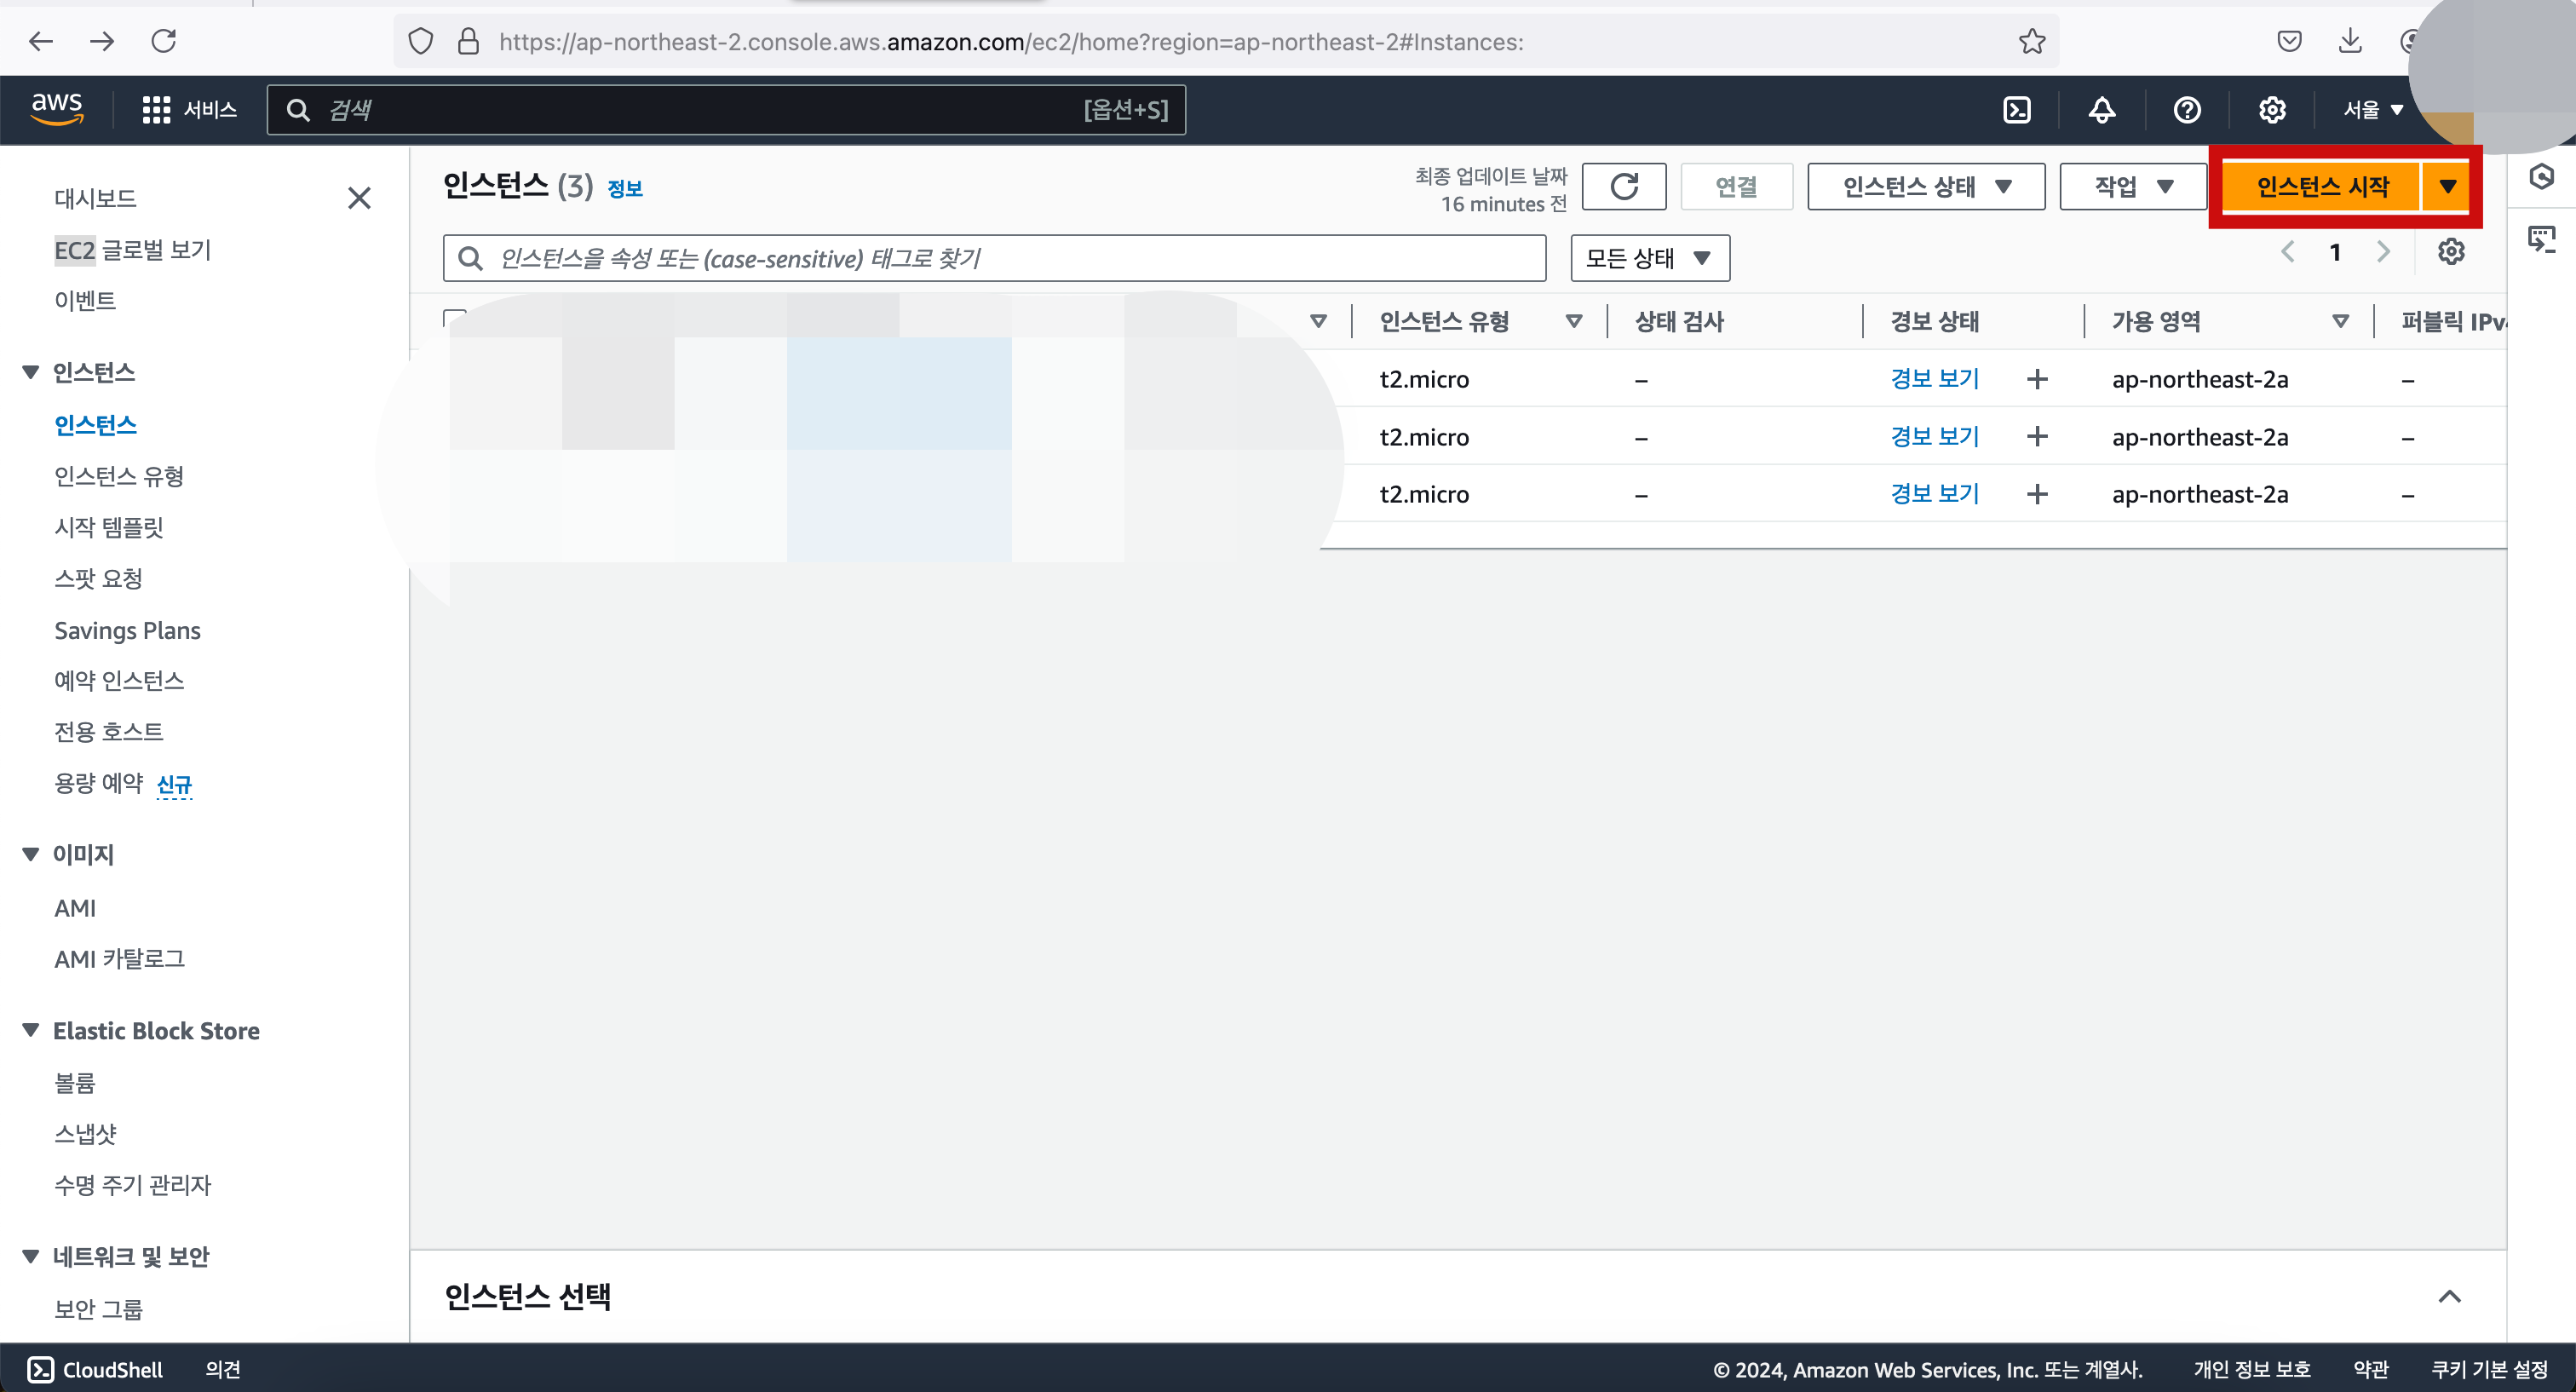 https://ap-northeast-2.console.aws.amazon.com/ec2/home?region=ap-northeast-2#Instances:
aws 서비스 검색 [옵션+S] 서울
대시보드
EC2 글로벌 보기
이벤트
인스턴스
인스턴스
인스턴스 유형
시작 템플릿
스팟 요청
Savings Plans
예약 인스턴스
전용 호스트
용량 예약 신규
이미지
AMI
AMI 카탈로그
Elastic Block Store
볼륨
스냅샷
수명 주기 관리자
네트워크 및 보안
보안 그룹
인스턴스 (3) 정보
최종 업데이트 날짜
16 minutes 전
연결 인스턴스 상태 작업 인스턴스 시작
인스턴스을 속성 또는 (case-sensitive) 태그로 찾기 모든 상태 1
인스턴스 유형 상태 검사 경보 상태 가용 영역 퍼블릭 IPv4
t2.micro – 경보 보기 + ap-northeast-2a –
t2.micro – 경보 보기 + ap-northeast-2a –
t2.micro – 경보 보기 + ap-northeast-2a –
인스턴스 선택
CloudShell 의견 © 2024, Amazon Web Services, Inc. 또는 계열사. 개인 정보 보호 약관 쿠키 기본 설정